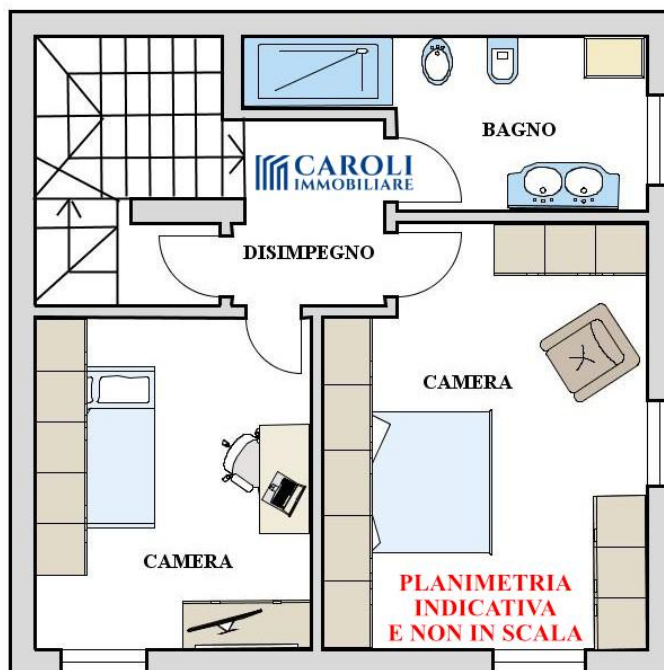 BAGNO
CAROLI
IMMOBILIARE
DISIMPEGNO
CAMERA
CAMERA
PLANIMETRIA
INDICATIVA
E NON IN SCALA